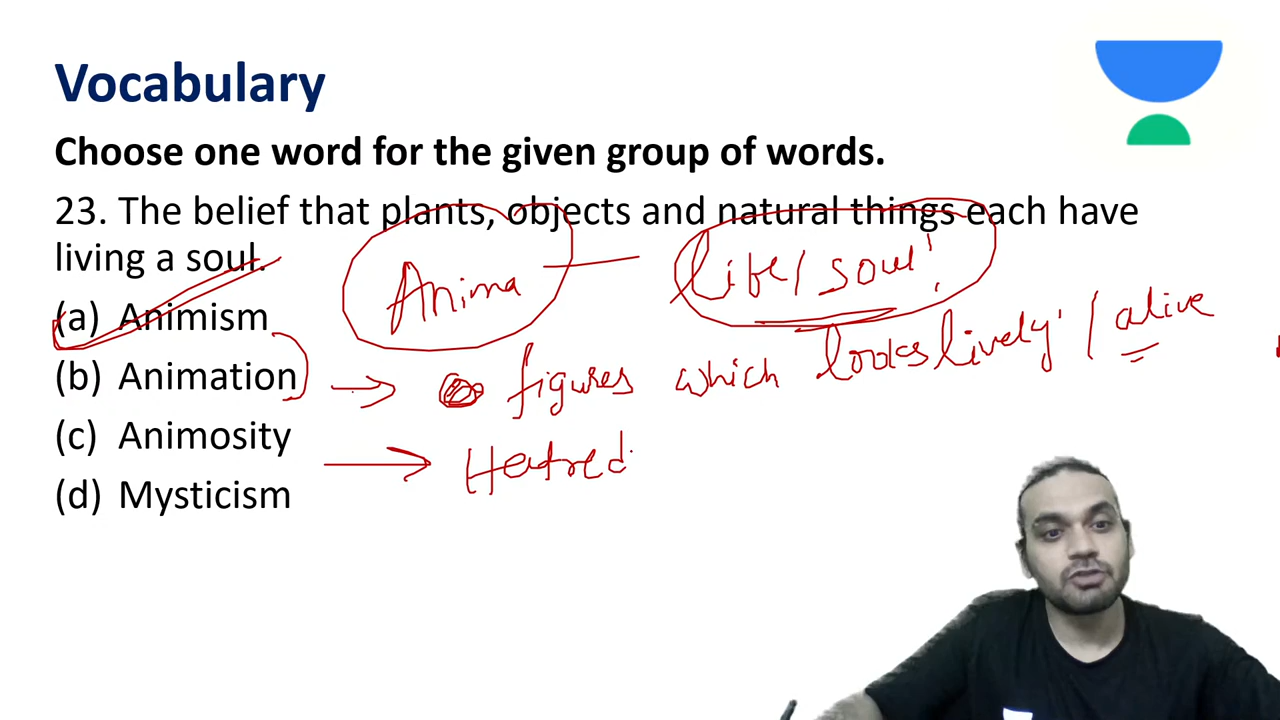 Vocabulary
Choose one word for the given group of words.
23. The belief that plants, objects and natural things each have
living a soul.
Anima — life/soul
(a) Animism
(b) Animation → figures which looks lively / alive
(c) Animosity → Hatred
(d) Mysticism